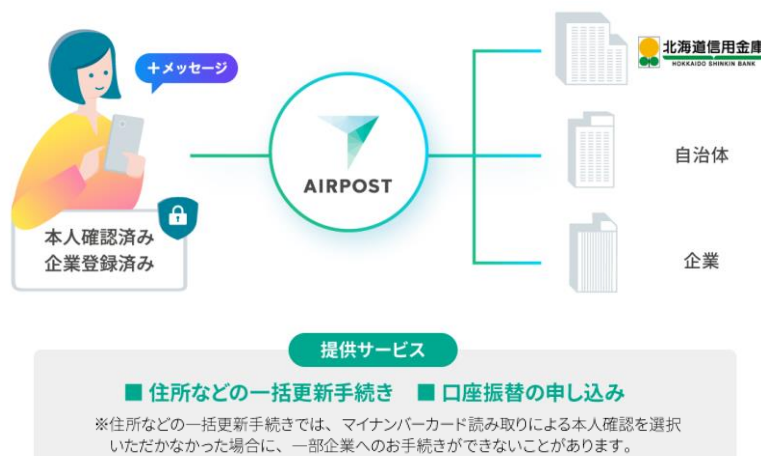 +メッセージ
北海道信用金庫
HOKKAIDO SHINKIN BANK
AIRPOST
自治体
本人確認済み
企業登録済み
企業
提供サービス
■ 住所などの一括更新手続き ■ 口座振替の申し込み
※住所などの一括更新手続きでは、マイナンバーカード読み取りによる本人確認を選択
いただかなかった場合に、一部企業へのお手続きができないことがあります。